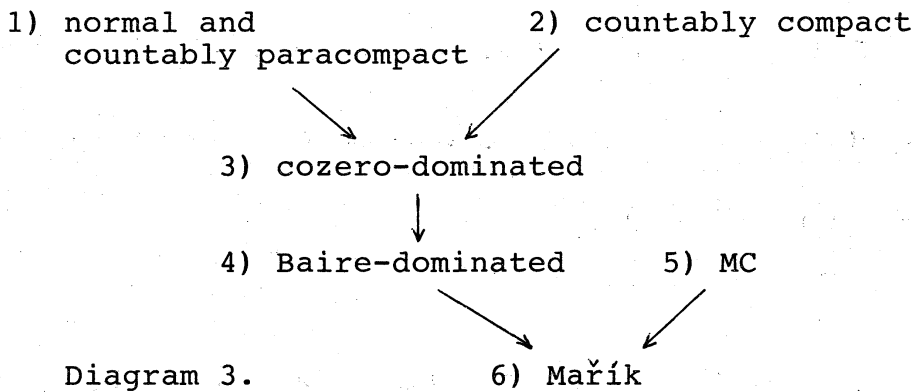 1) normal and
countably paracompact
2) countably compact
3) cozero-dominated
4) Baire-dominated
5) MC
Diagram 3.
6) Mařík